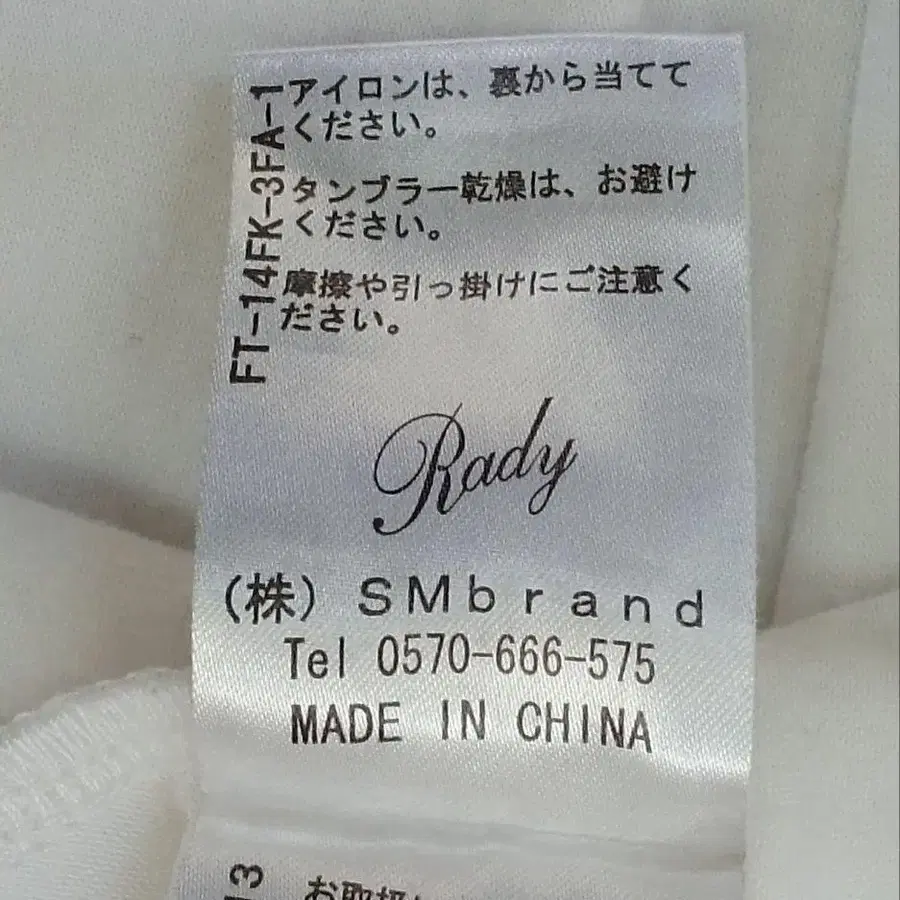 アイロンは、裏から当てて
ください。
タンブラー乾燥は、お避け
ください。
摩擦や引っ掛けにご注意く
ださい。
FT-14FK-3FA-1
Rady
(株) SMbrand
Tel 0570-666-575
MADE IN CHINA
お取扱